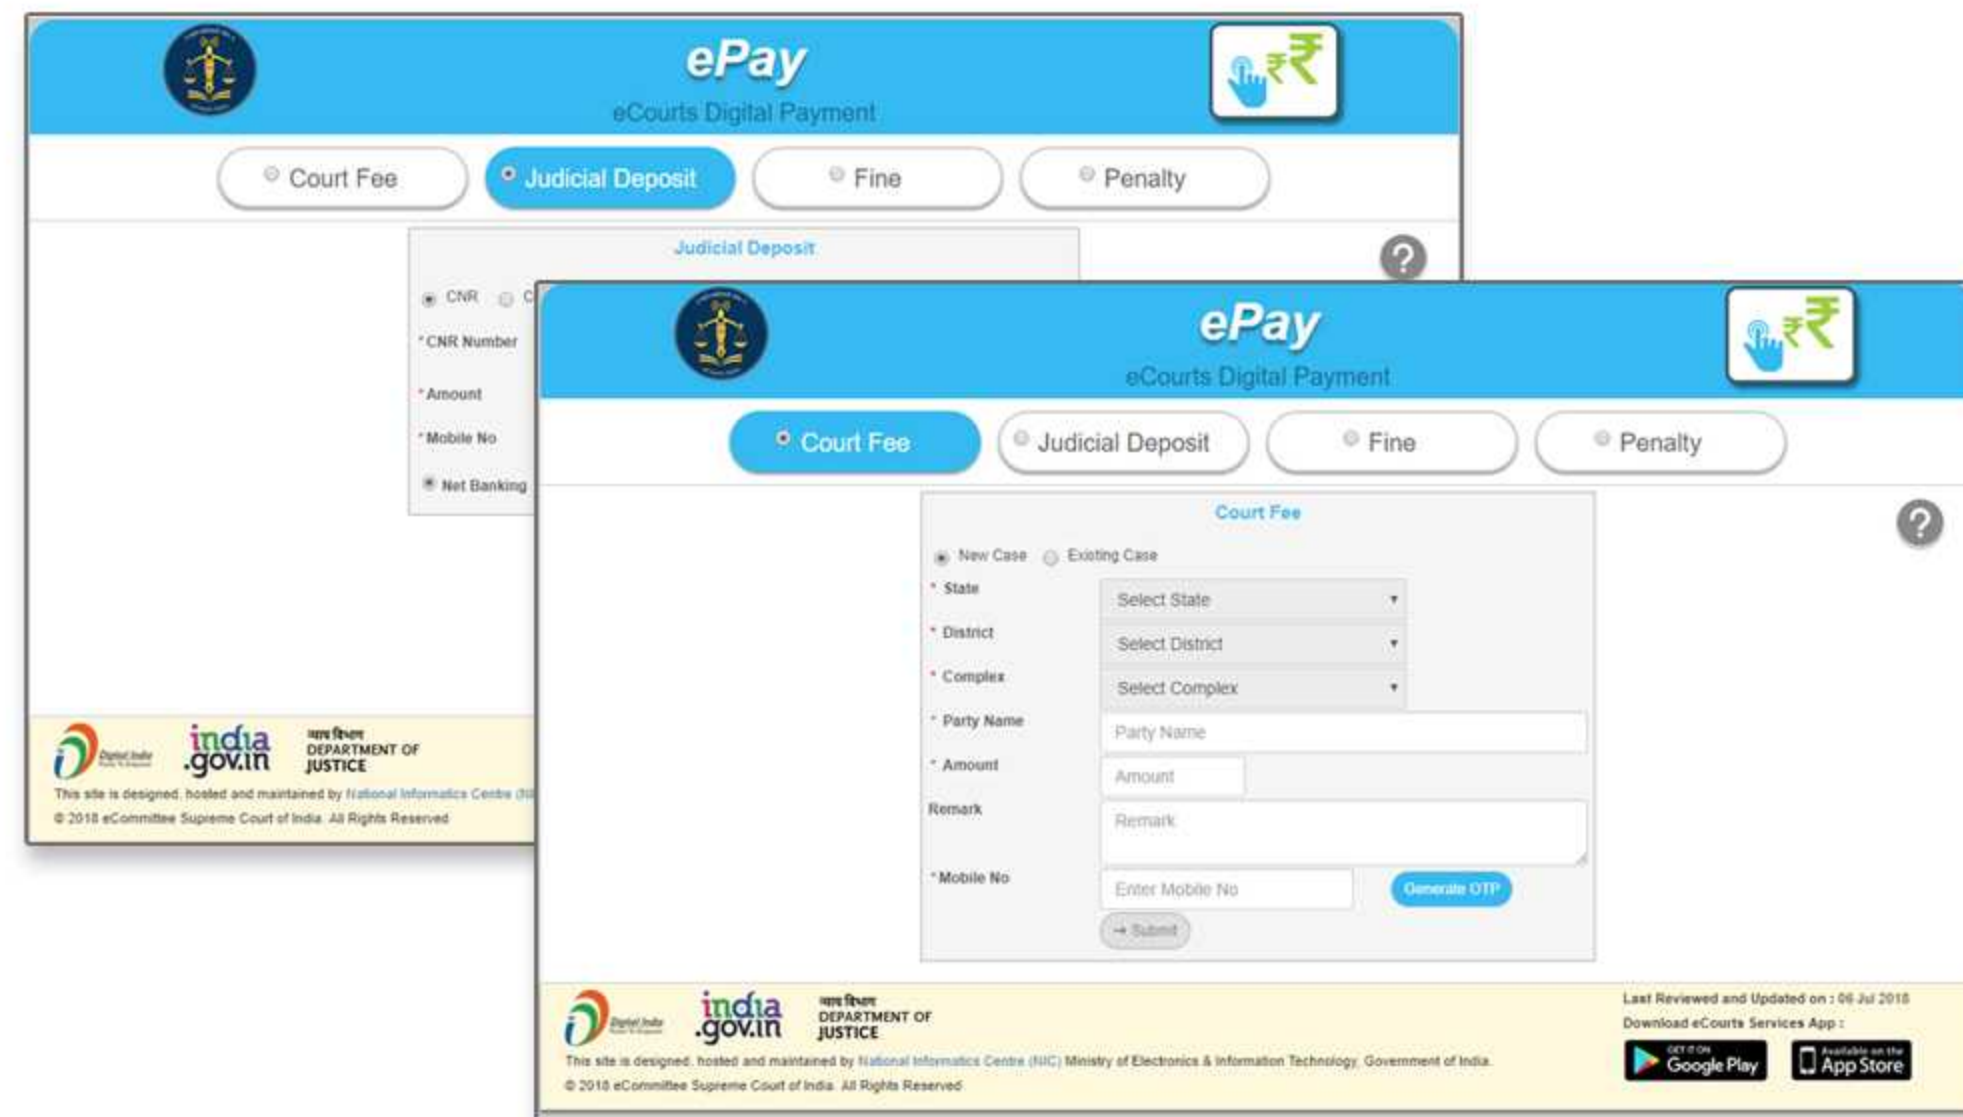 ePay
eCourts Digital Payment
Court Fee
Judicial Deposit
Fine
Penalty
Judicial Deposit
?
CNR
* CNR Number
* Amount
* Mobile No
Net Banking
Digital India
india
.gov.in
न्याय विभाग
DEPARTMENT OF
JUSTICE
This site is designed, hosted and maintained by National Informatics Centre
© 2018 eCommittee Supreme Court of India. All Rights Reserved
ePay
eCourts Digital Payment
Court Fee
Judicial Deposit
Fine
Penalty
Court Fee
?
New Case Existing Case
* State Select State
* District Select District
* Complex Select Complex
* Party Name Party Name
* Amount Amount
Remark Remark
* Mobile No Enter Mobile No Generate OTP
→ Submit
Digital India
india
.gov.in
न्याय विभाग
DEPARTMENT OF
JUSTICE
This site is designed, hosted and maintained by National Informatics Centre (NIC) Ministry of Electronics & Information Technology, Government of India.
© 2018 eCommittee Supreme Court of India. All Rights Reserved
Last Reviewed and Updated on : 06 Jul 2018
Download eCourts Services App :
GET IT ON
Google Play
Available on the
App Store